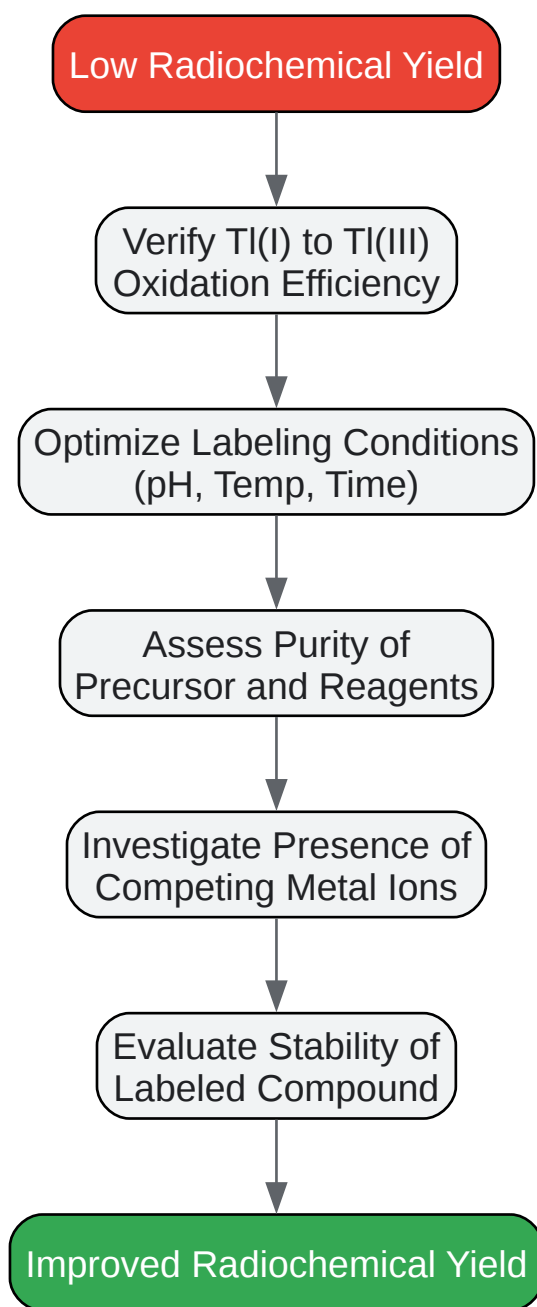 Low Radiochemical Yield
Verify Tl(I) to Tl(III)
Oxidation Efficiency
Optimize Labeling Conditions
(pH, Temp, Time)
Assess Purity of
Precursor and Reagents
Investigate Presence of
Competing Metal Ions
Evaluate Stability of
Labeled Compound
Improved Radiochemical Yield